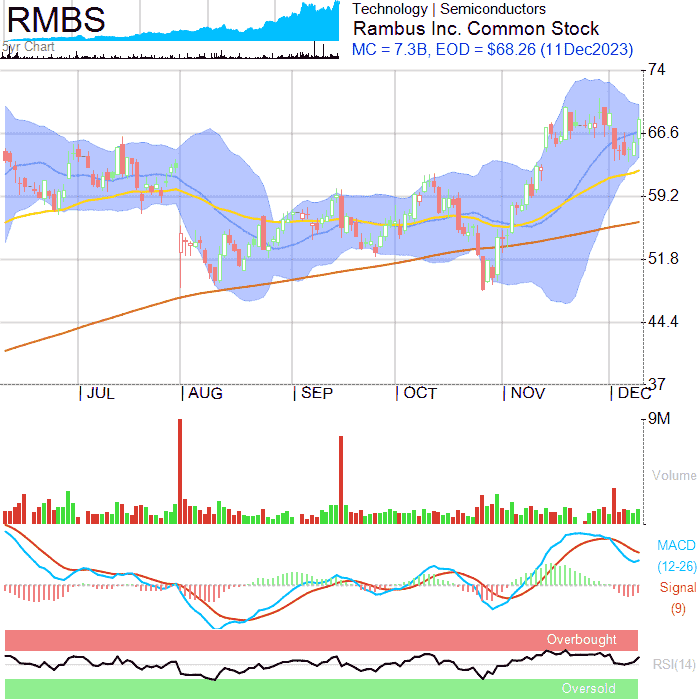 RMBS
5yr Chart
Technology | Semiconductors
Rambus Inc. Common Stock
MC = 7.3B, EOD = $68.26 (11Dec2023)
74
66.6
59.2
51.8
44.4
37
JUL AUG SEP OCT NOV DEC
9M
Volume
MACD
(12-26)
Signal
(9)
Overbought
RSI(14)
Oversold